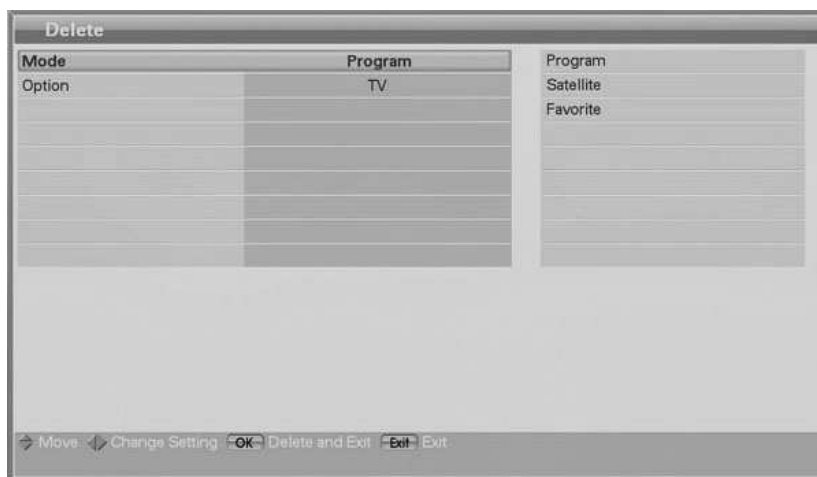 Delete
Mode Program
Option TV
Program
Satellite
Favorite
Move Change Setting OK Delete and Exit Exit Exit